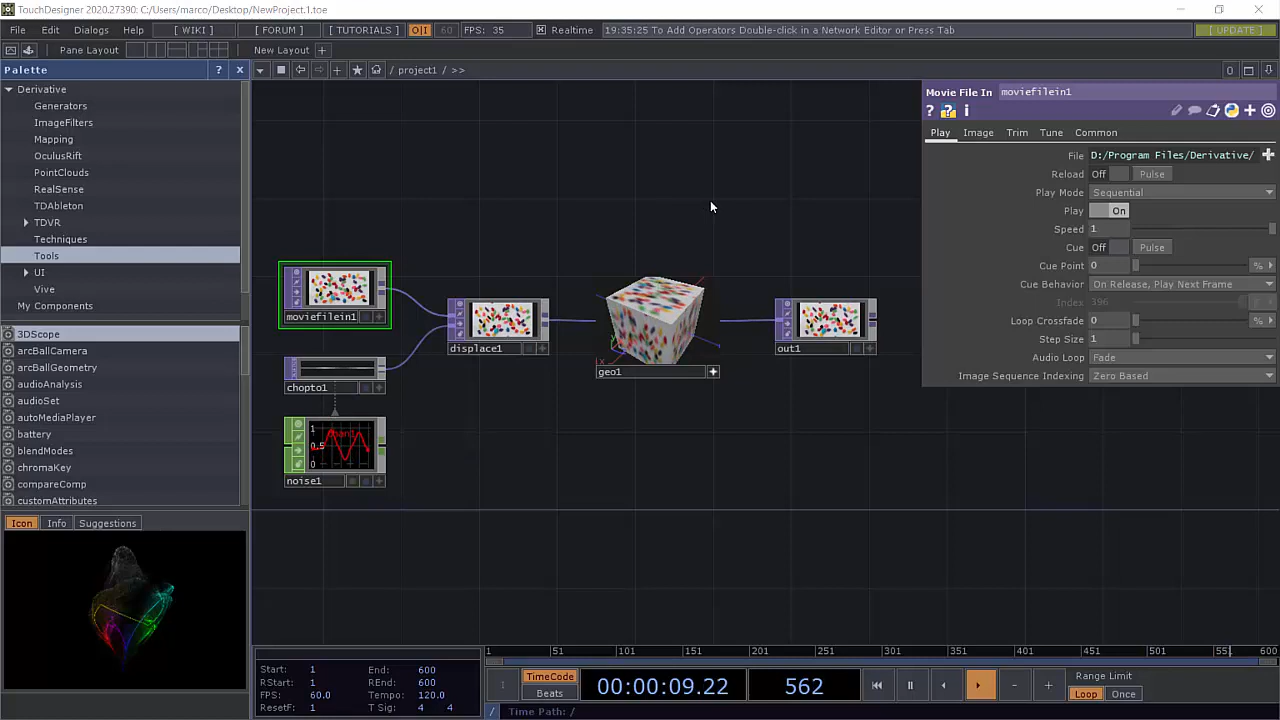 TouchDesigner 2020.27390: C:/Users/marco/Desktop/NewProject.1.toe
File Edit Dialogs Help [ WIKI ] [ FORUM ] [ TUTORIALS ] O|I 60 FPS: 35 Realtime 19:35:25 To Add Operators Double-click in a Network Editor or Press Tab [ UPDATE ]
Pane Layout New Layout +
Palette ? x
/ project1 / >> 0
Derivative
Generators
ImageFilters
Mapping
OculusRift
PointClouds
RealSense
TDAbleton
TDVR
Techniques
Tools
UI
Vive
My Components
3DScope
arcBallCamera
arcBallGeometry
audioAnalysis
audioSet
autoMediaPlayer
battery
blendModes
chromaKey
compareComp
customAttributes
Icon Info Suggestions
moviefilein1
chopto1
1
0.5
0
chan1
noise1
displace1
geo1
out1
Movie File In moviefilein1
? ? i
Play Image Trim Tune Common
File D:/Program Files/Derivative/
Reload Off Pulse
Play Mode Sequential
Play On
Speed 1
Cue Off Pulse
Cue Point 0 %
Cue Behavior On Release, Play Next Frame
Index 396
Loop Crossfade 0 %
Step Size 1
Audio Loop Fade
Image Sequence Indexing Zero Based
1 51 101 151 201 251 301 351 401 451 501 551 600
Start: 1 End: 600
RStart: 1 REnd: 600
FPS: 60.0 Tempo: 120.0
ResetF: 1 T Sig: 4 4
TimeCode
Beats
00:00:09.22
562
Range Limit
Loop Once
/ Time Path: /